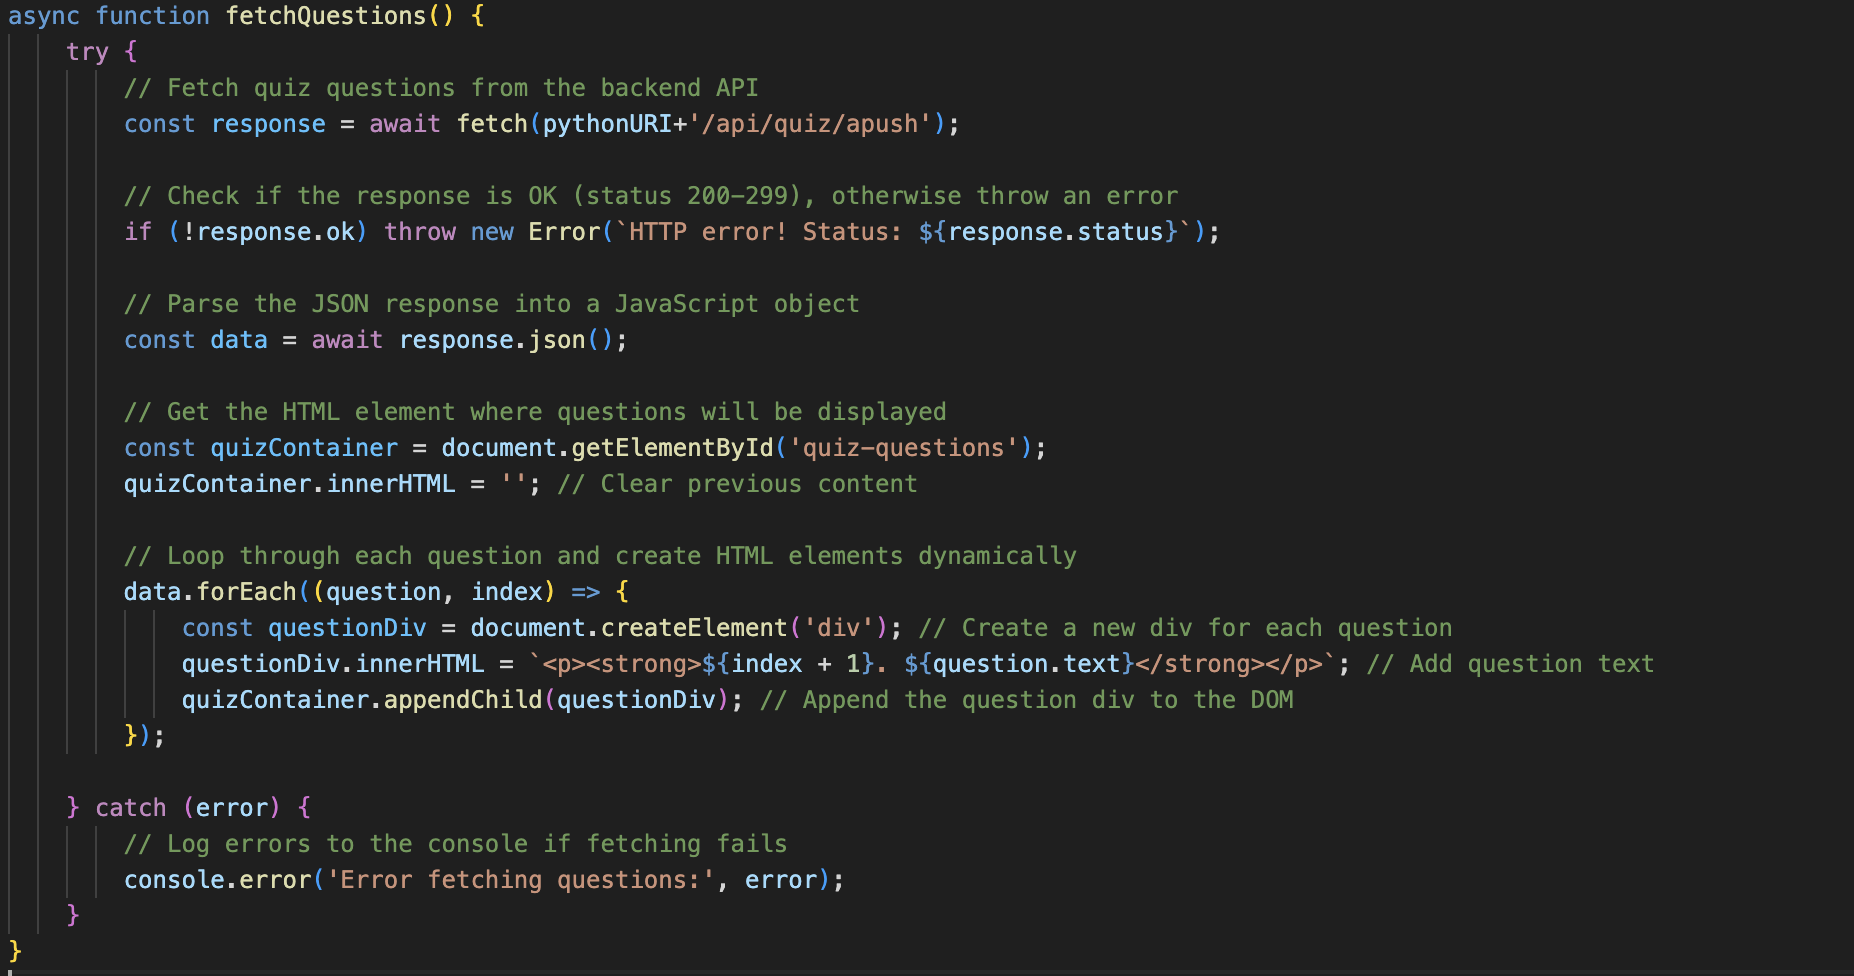 async function fetchQuestions() {
try {
// Fetch quiz questions from the backend API
const response = await fetch(pythonURI+'/api/quiz/apush');
// Check if the response is OK (status 200-299), otherwise throw an error
if (!response.ok) throw new Error(`HTTP error! Status: ${response.status}`);
// Parse the JSON response into a JavaScript object
const data = await response.json();
// Get the HTML element where questions will be displayed
const quizContainer = document.getElementById('quiz-questions');
quizContainer.innerHTML = ''; // Clear previous content
// Loop through each question and create HTML elements dynamically
data.forEach((question, index) => {
const questionDiv = document.createElement('div'); // Create a new div for each question
questionDiv.innerHTML = `<p><strong>${index + 1}. ${question.text}</strong></p>`; // Add question text
quizContainer.appendChild(questionDiv); // Append the question div to the DOM
});
} catch (error) {
// Log errors to the console if fetching fails
console.error('Error fetching questions:', error);
}
}